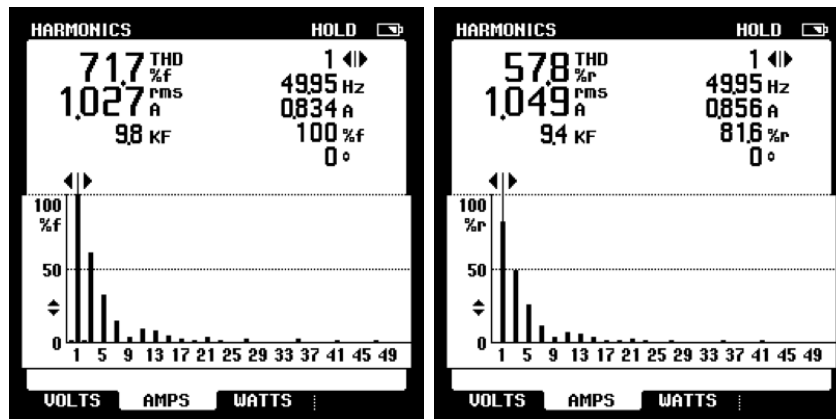 HARMONICS HOLD
71.7 THD %f 1
49.95 Hz
1.027 rms A 0.834 A
9.8 KF 100 %f
0 °
100
%f
50
0
1 5 9 13 17 21 25 29 33 37 41 45 49
VOLTS AMPS WATTS
HARMONICS HOLD
57.8 THD %r 1
49.95 Hz
1.049 rms A 0.856 A
9.4 KF 81.6 %r
0 °
100
%r
50
0
1 5 9 13 17 21 25 29 33 37 41 45 49
VOLTS AMPS WATTS